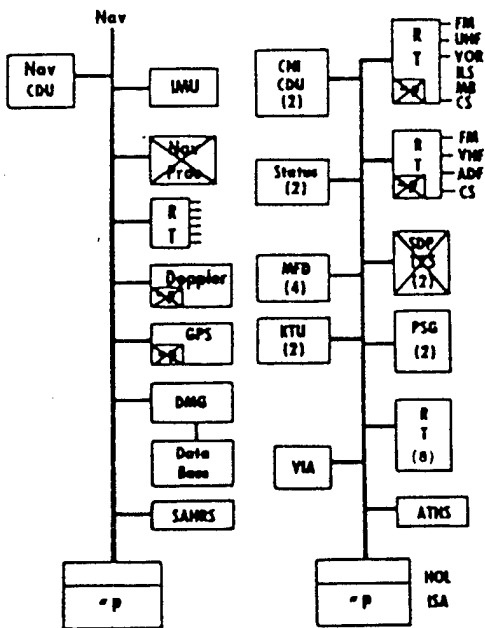 Nav
Nav
CDU
IMU
Nav
Proc
R
T
Doppler
GPS
DMG
Data
Base
SAHRS
P
CNI
CDU
(2)
R
T
FM
UHF
VOR
ILS
MB
CS
Status
(2)
R
T
FM
VHF
ADF
CS
MFD
(4)
SDP
(2)
KTU
(2)
PSG
(2)
R
T
(8)
VIA
ATHS
P
HOL
ISA